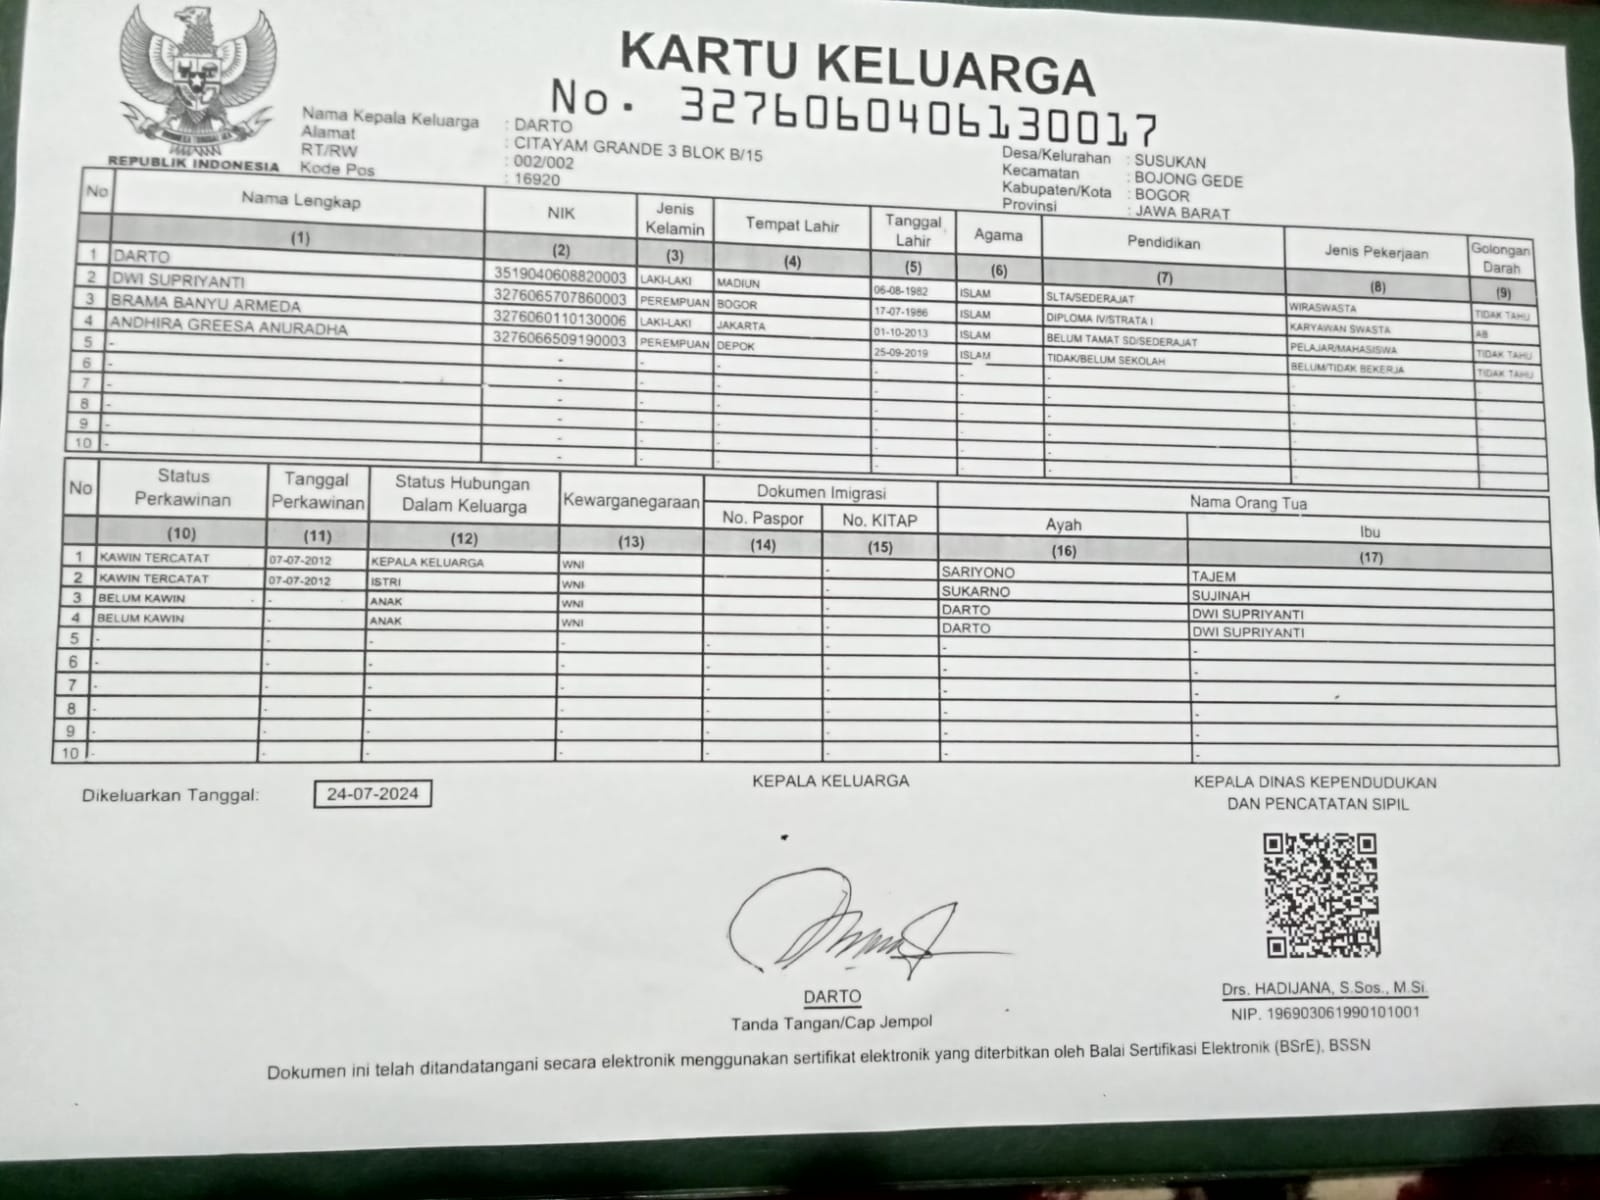 KARTU KELUARGA
No. 3276060406130017
REPUBLIK INDONESIA
Nama Kepala Keluarga : DARTO
Alamat : CITAYAM GRANDE 3 BLOK B/15
RT/RW : 002/002
Kode Pos : 16920
Desa/Kelurahan : SUSUKAN
Kecamatan : BOJONG GEDE
Kabupaten/Kota : BOGOR
Provinsi : JAWA BARAT
No Nama Lengkap NIK Jenis Kelamin Tempat Lahir Tanggal Lahir Agama Pendidikan Jenis Pekerjaan Golongan Darah
(1) (2) (3) (4) (5) (6) (7) (8) (9)
1 DARTO 3519040608820003 LAKI-LAKI MADIUN 06-08-1982 ISLAM SLTA/SEDERAJAT WIRASWASTA TIDAK TAHU
2 DWI SUPRIYANTI 3276065707860003 PEREMPUAN BOGOR 17-07-1986 ISLAM DIPLOMA IV/STRATA I KARYAWAN SWASTA AB
3 BRAMA BANYU ARMEDA 3276060110130006 LAKI-LAKI JAKARTA 01-10-2013 ISLAM BELUM TAMAT SD/SEDERAJAT PELAJAR/MAHASISWA TIDAK TAHU
4 ANDHIRA GREESA ANURADHA 3276066509190003 PEREMPUAN DEPOK 25-09-2019 ISLAM TIDAK/BELUM SEKOLAH BELUM/TIDAK BEKERJA TIDAK TAHU
5 - - - - - - - - -
6 - - - - - - - - -
7 - - - - - - - - -
8 - - - - - - - - -
9 - - - - - - - - -
10 - - - - - - - - -
No Status Perkawinan Tanggal Perkawinan Status Hubungan Dalam Keluarga Kewarganegaraan Dokumen Imigrasi Nama Orang Tua
No. Paspor No. KITAP Ayah Ibu
(10) (11) (12) (13) (14) (15) (16) (17)
1 KAWIN TERCATAT 07-07-2012 KEPALA KELUARGA WNI - SARIYONO TAJEM
2 KAWIN TERCATAT 07-07-2012 ISTRI WNI - SUKARNO SUJINAH
3 BELUM KAWIN - ANAK WNI - DARTO DWI SUPRIYANTI
4 BELUM KAWIN - ANAK WNI - DARTO DWI SUPRIYANTI
5 - - - - - - - -
6 - - - - - - - -
7 - - - - - - - -
8 - - - - - - - -
9 - - - - - - - -
10 - - - - - - - -
Dikeluarkan Tanggal: 24-07-2024
KEPALA KELUARGA
DARTO
Tanda Tangan/Cap Jempol
KEPALA DINAS KEPENDUDUKAN
DAN PENCATATAN SIPIL
Drs. HADIJANA, S.Sos., M.Si.
NIP. 196903061990101001
Dokumen ini telah ditandatangani secara elektronik menggunakan sertifikat elektronik yang diterbitkan oleh Balai Sertifikasi Elektronik (BSrE), BSSN